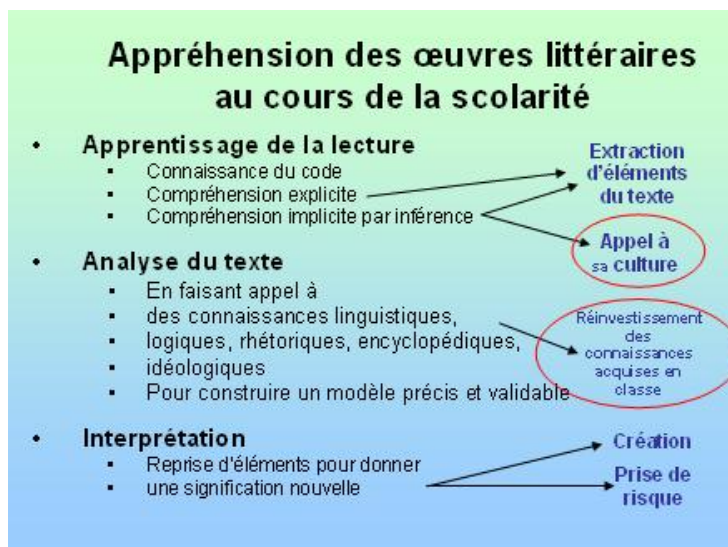 Appréhension des œuvres littéraires
au cours de la scolarité
• Apprentissage de la lecture
▪ Connaissance du code
▪ Compréhension explicite
▪ Compréhension implicite par inférence
Extraction
d'éléments
du texte
Appel à
sa culture
• Analyse du texte
▪ En faisant appel à
▪ des connaissances linguistiques,
▪ logiques, rhétoriques, encyclopédiques,
▪ idéologiques
▪ Pour construire un modèle précis et validable
Réinvestissement
des
connaissances
acquises en
classe
• Interprétation
▪ Reprise d'éléments pour donner
▪ une signification nouvelle
Création
Prise de
risque